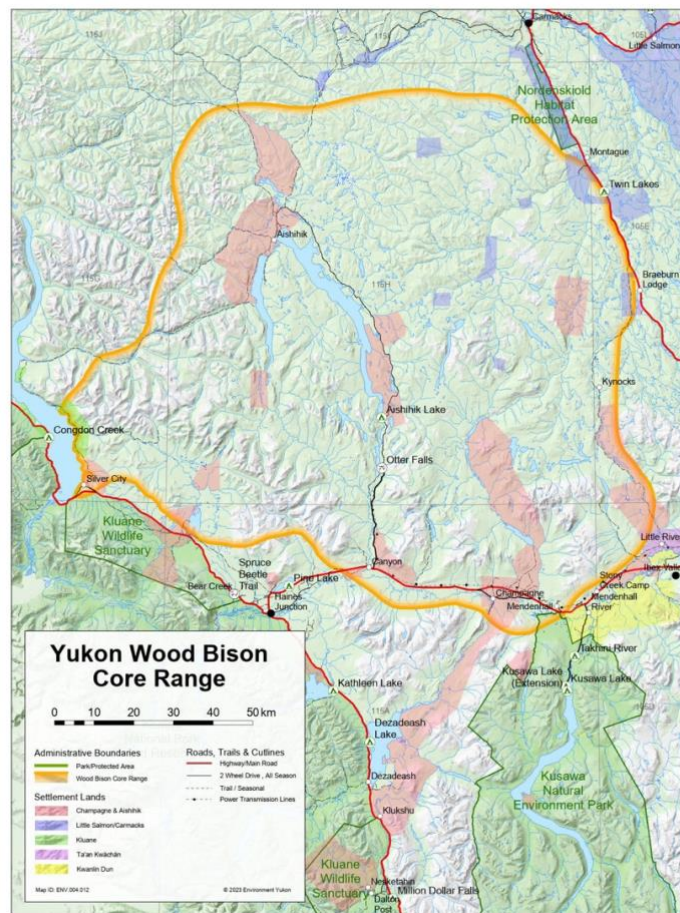 Carmacks
Little Salmon
Nordenskiold
Habitat
Protection Area
Montague
Twin Lakes
Aishihik
115H
Braeburn
Lodge
Kynocks
Aishihik Lake
Congdon Creek
Otter Falls
Silver City
Kluane
Wildlife
Sanctuary
Little River
Canyon
Spruce
Beetle
Trail
Pine Lake
Bear Creek
Haines
Junction
Champagne
Mendenhall
Stony
Creek Camp
Mendenhall
River
Takhini River
Kusawa Lake
(Extension)
Kusawa Lake
Kathleen Lake
115A
Dezadeash
Lake
Dezadeash
Klukshu
Kusawa
Natural
Environment Park
Kluane
Wildlife
Sanctuary
Neskatahin
Million Dollar Falls
Dalton
Post
Yukon Wood Bison
Core Range
0 10 20 30 40 50 km
Administrative Boundaries
Park/Protected Area
Wood Bison Core Range
Settlement Lands
Champagne & Aishihik
Little Salmon/Carmacks
Kluane
Ta'an Kwächän
Kwanlin Dun
Roads, Trails & Cutlines
Highway/Main Road
2 Wheel Drive , All Season
Trail / Seasonal
Power Transmission Lines
Map ID: ENV.004.012
© 2023 Environment Yukon